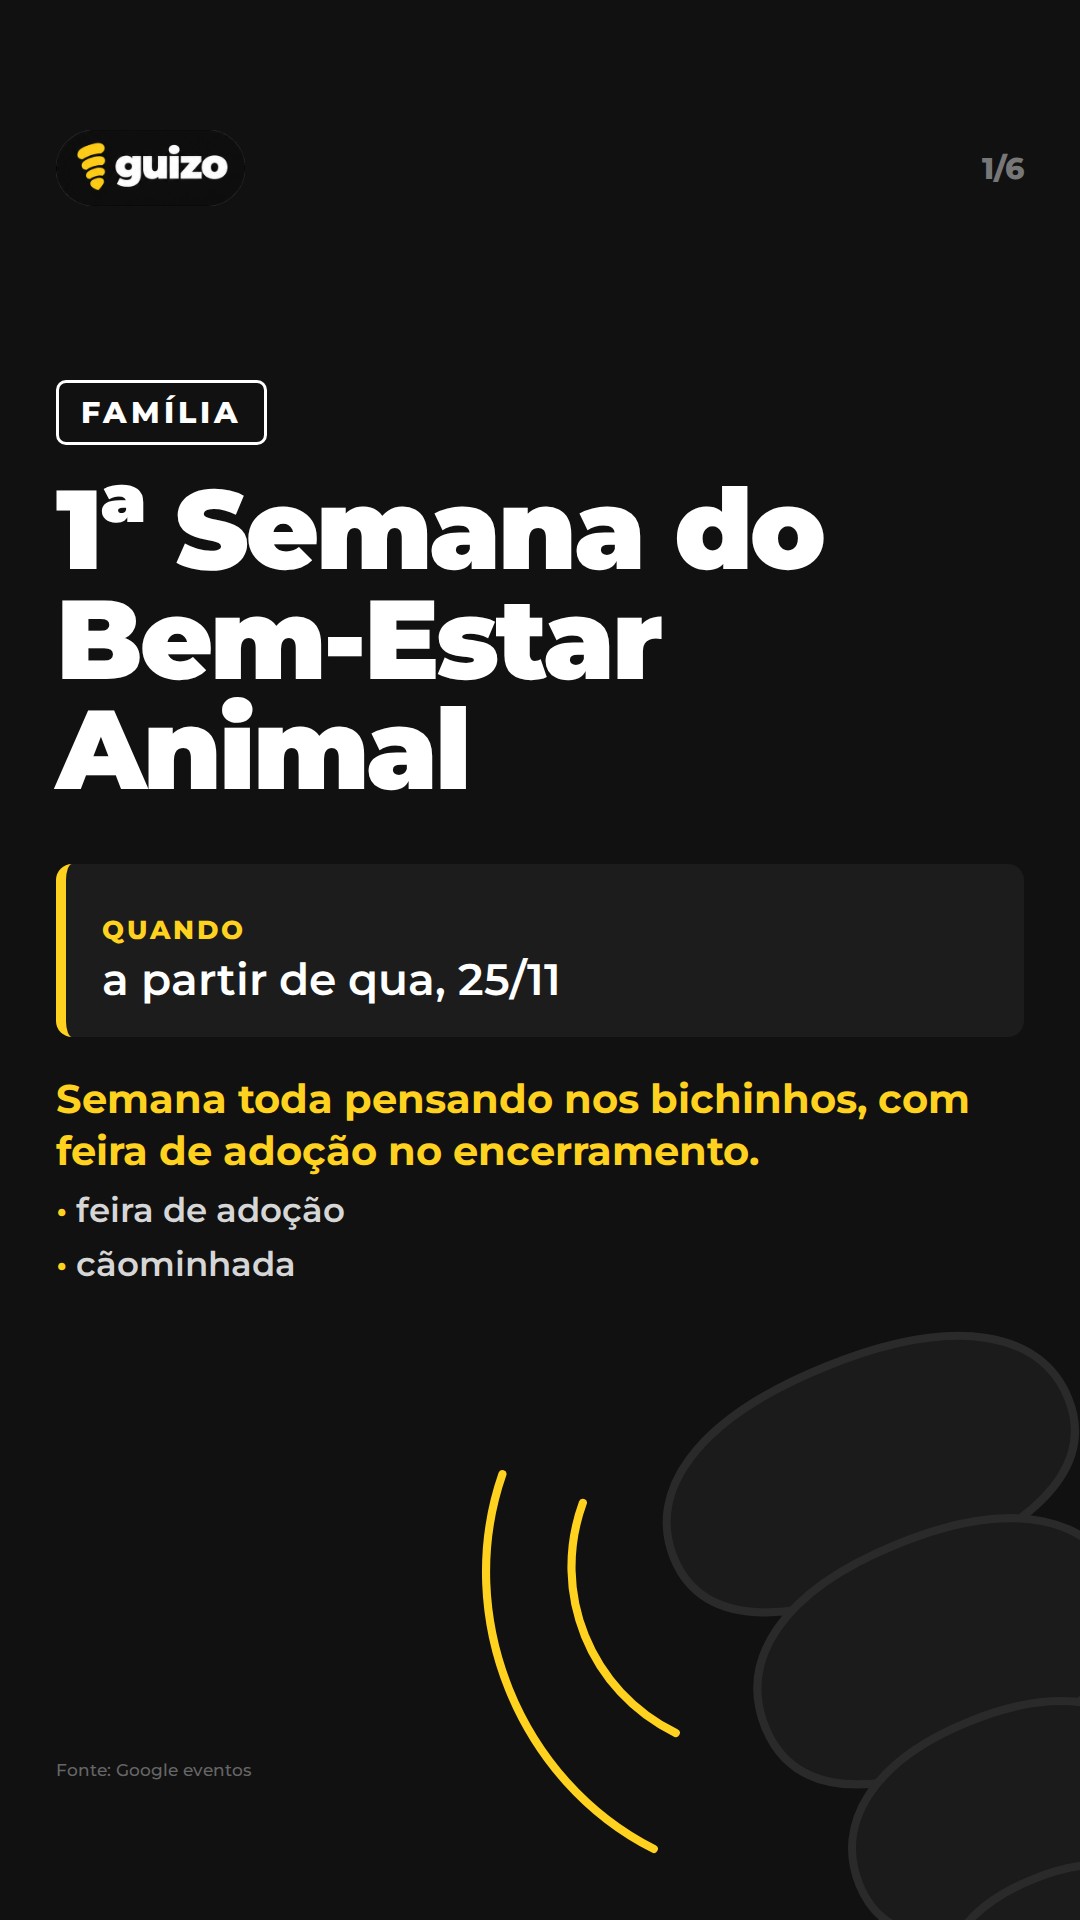 guizo
1/6
FAMÍLIA
1ª Semana do
Bem-Estar
Animal
QUANDO
a partir de qua, 25/11
Semana toda pensando nos bichinhos, com
feira de adoção no encerramento.
• feira de adoção
• cãominhada
Fonte: Google eventos